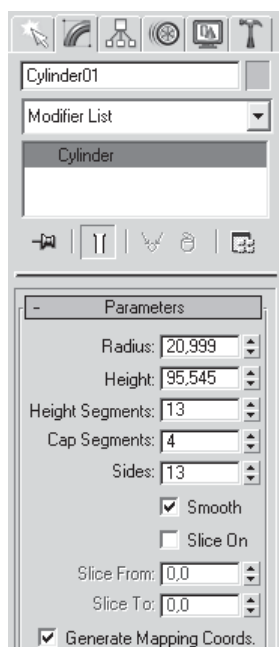 Cylinder01
Modifier List
Cylinder
- Parameters
Radius: 20,999
Height: 95,545
Height Segments: 13
Cap Segments: 4
Sides: 13
Smooth
Slice On
Slice From: 0,0
Slice To: 0,0
Generate Mapping Coords.